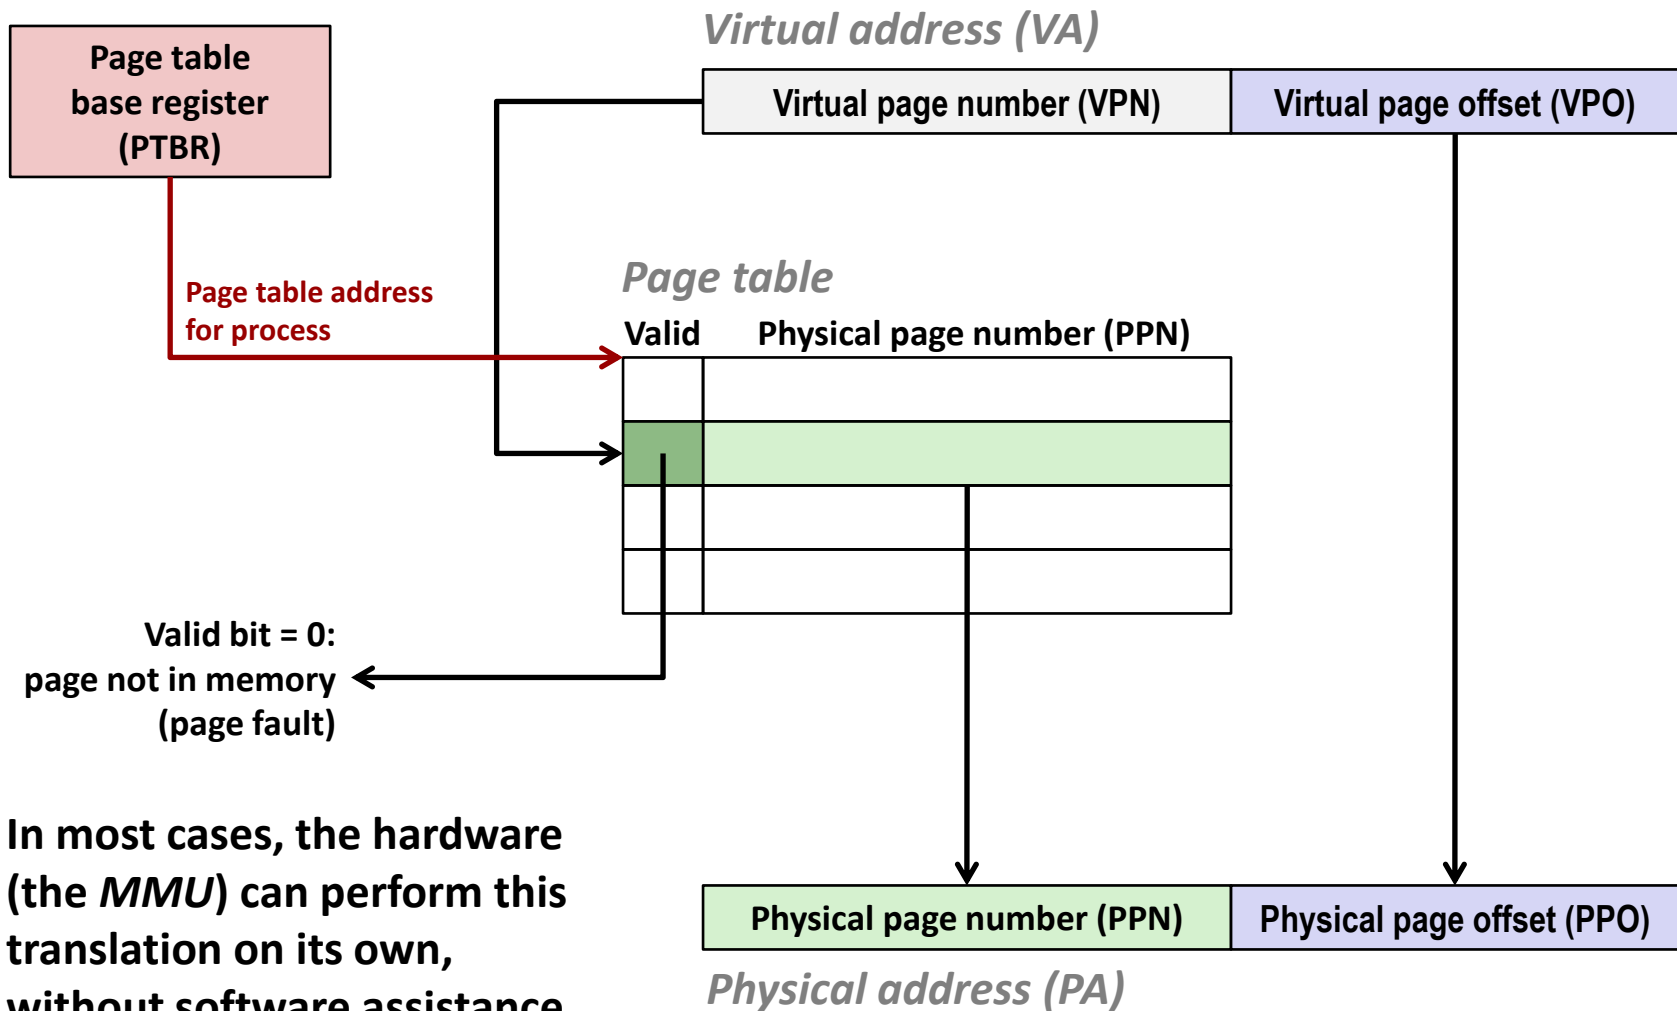 Virtual address (VA)
Page table
base register
(PTBR)
Virtual page number (VPN)
Virtual page offset (VPO)
Page table address
for process
Page table
Valid
Physical page number (PPN)
Valid bit = 0:
page not in memory
(page fault)
In most cases, the hardware
(the MMU) can perform this
translation on its own,
without software assistance
Physical page number (PPN)
Physical page offset (PPO)
Physical address (PA)